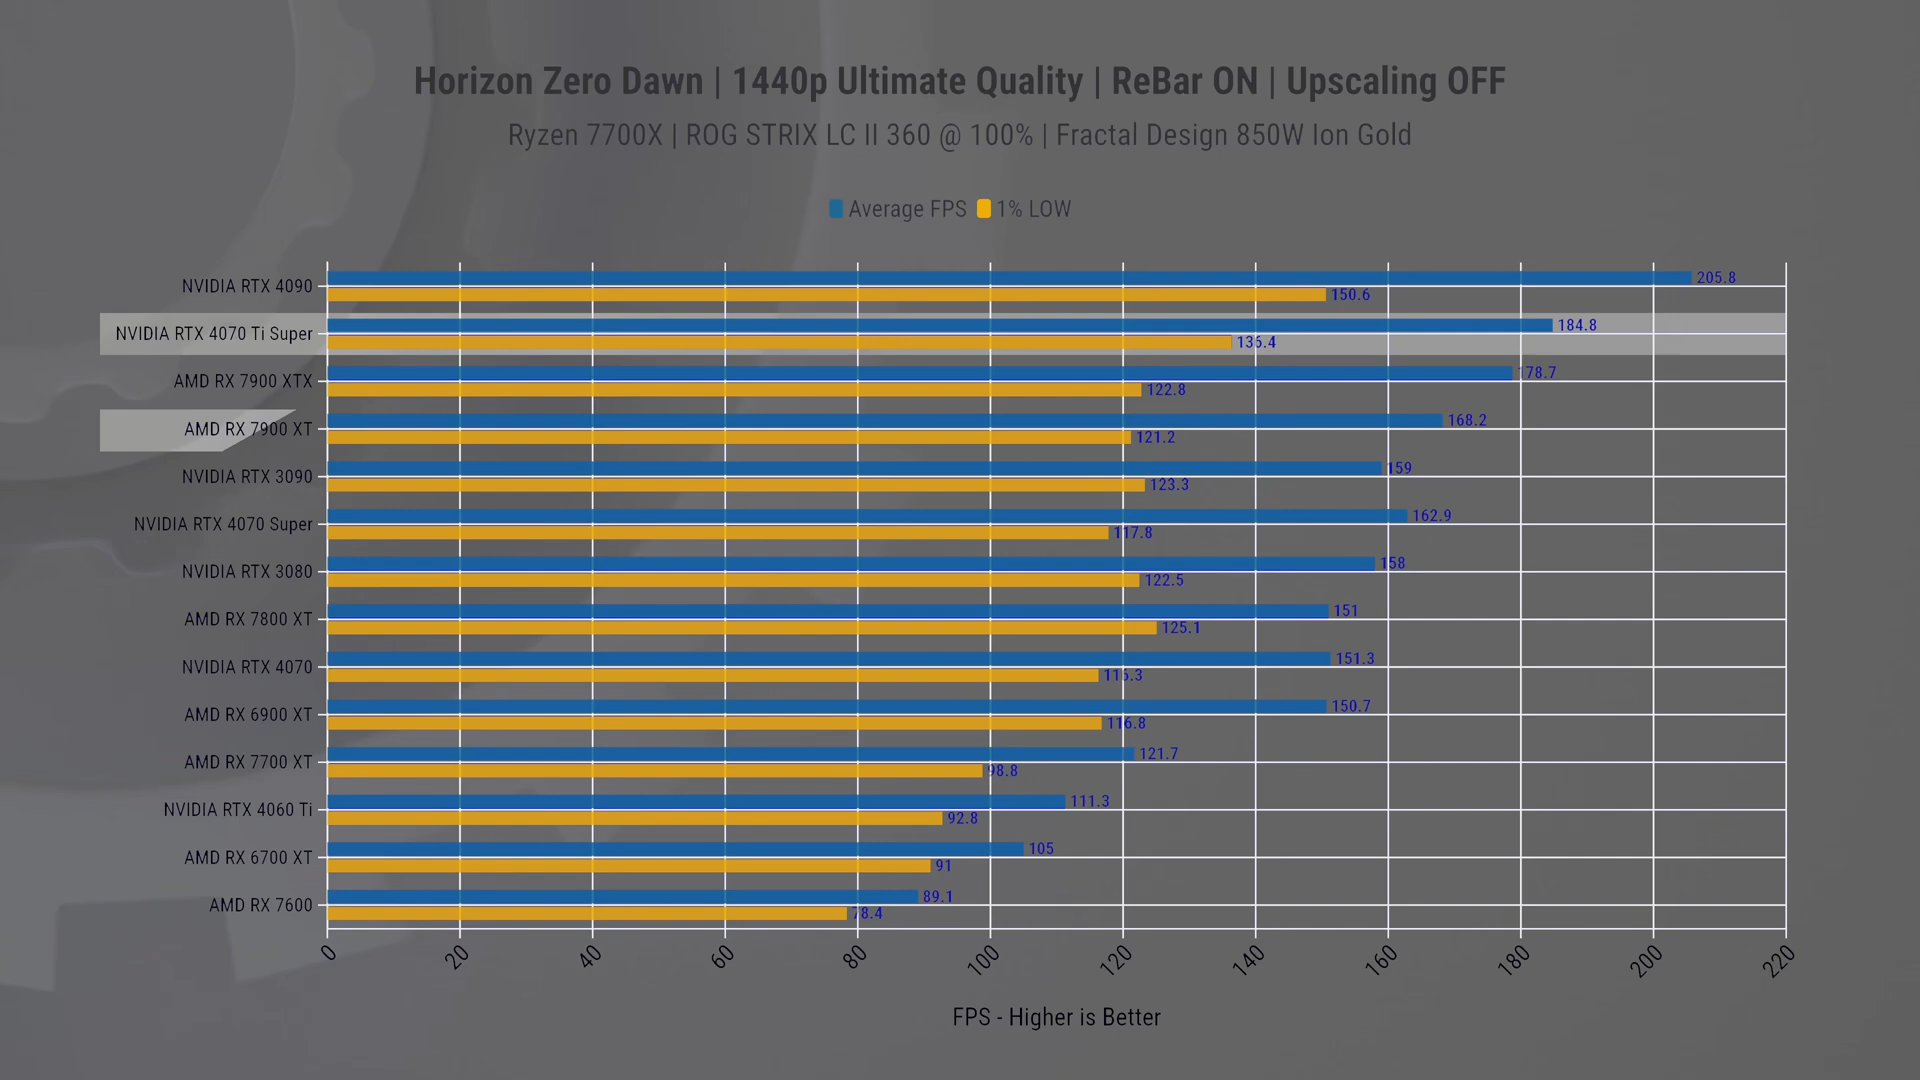 Horizon Zero Dawn | 1440p Ultimate Quality | ReBar ON | Upscaling OFF
Ryzen 7700X | ROG STRIX LC II 360 @ 100% | Fractal Design 850W Ion Gold
Average FPS 1% LOW
NVIDIA RTX 4090 205.8
150.6
NVIDIA RTX 4070 Ti Super 184.8
136.4
AMD RX 7900 XTX 178.7
122.8
AMD RX 7900 XT 168.2
121.2
NVIDIA RTX 3090 159
123.3
NVIDIA RTX 4070 Super 162.9
117.8
NVIDIA RTX 3080 158
122.5
AMD RX 7800 XT 151
125.1
NVIDIA RTX 4070 151.3
116.3
AMD RX 6900 XT 150.7
116.8
AMD RX 7700 XT 121.7
98.8
NVIDIA RTX 4060 Ti 111.3
92.8
AMD RX 6700 XT 105
91
AMD RX 7600 89.1
78.4
0 20 40 60 80 100 120 140 160 180 200 220
FPS - Higher is Better